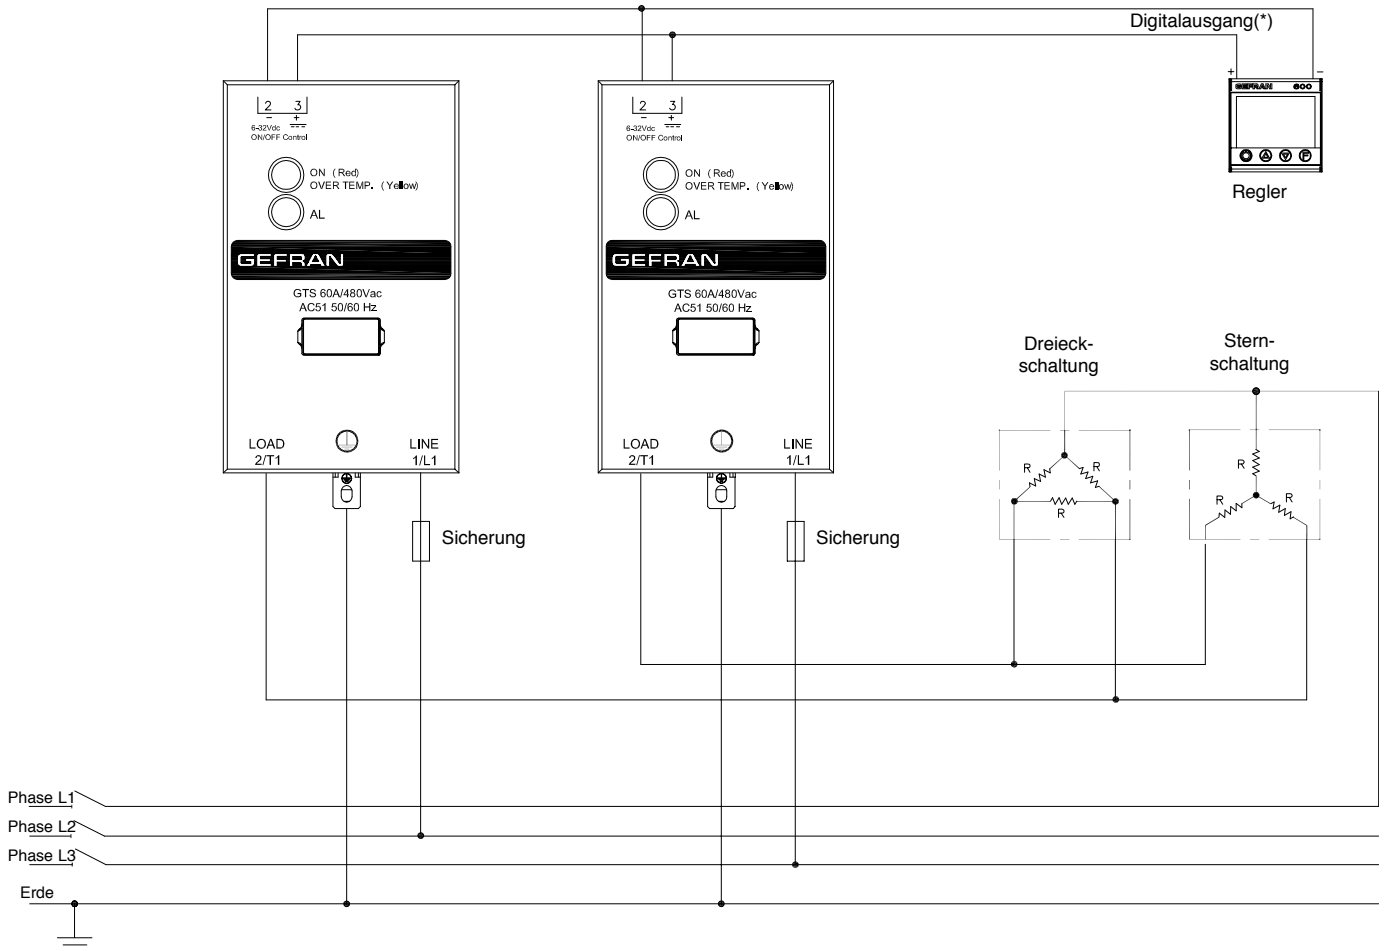 Digitalausgang(*)
+ −
GEFRAN 600
F
Regler
2 3
− +
6-32Vdc
ON/OFF Control
ON (Red)
OVER TEMP. (Yellow)
AL
GEFRAN
GTS 60A/480Vac
AC51 50/60 Hz
LOAD
2/T1
LINE
1/L1
Sicherung
2 3
− +
6-32Vdc
ON/OFF Control
ON (Red)
OVER TEMP. (Yellow)
AL
GEFRAN
GTS 60A/480Vac
AC51 50/60 Hz
LOAD
2/T1
LINE
1/L1
Sicherung
Dreieck-
schaltung
R R
R
Stern-
schaltung
R
R R
Phase L1
Phase L2
Phase L3
Erde